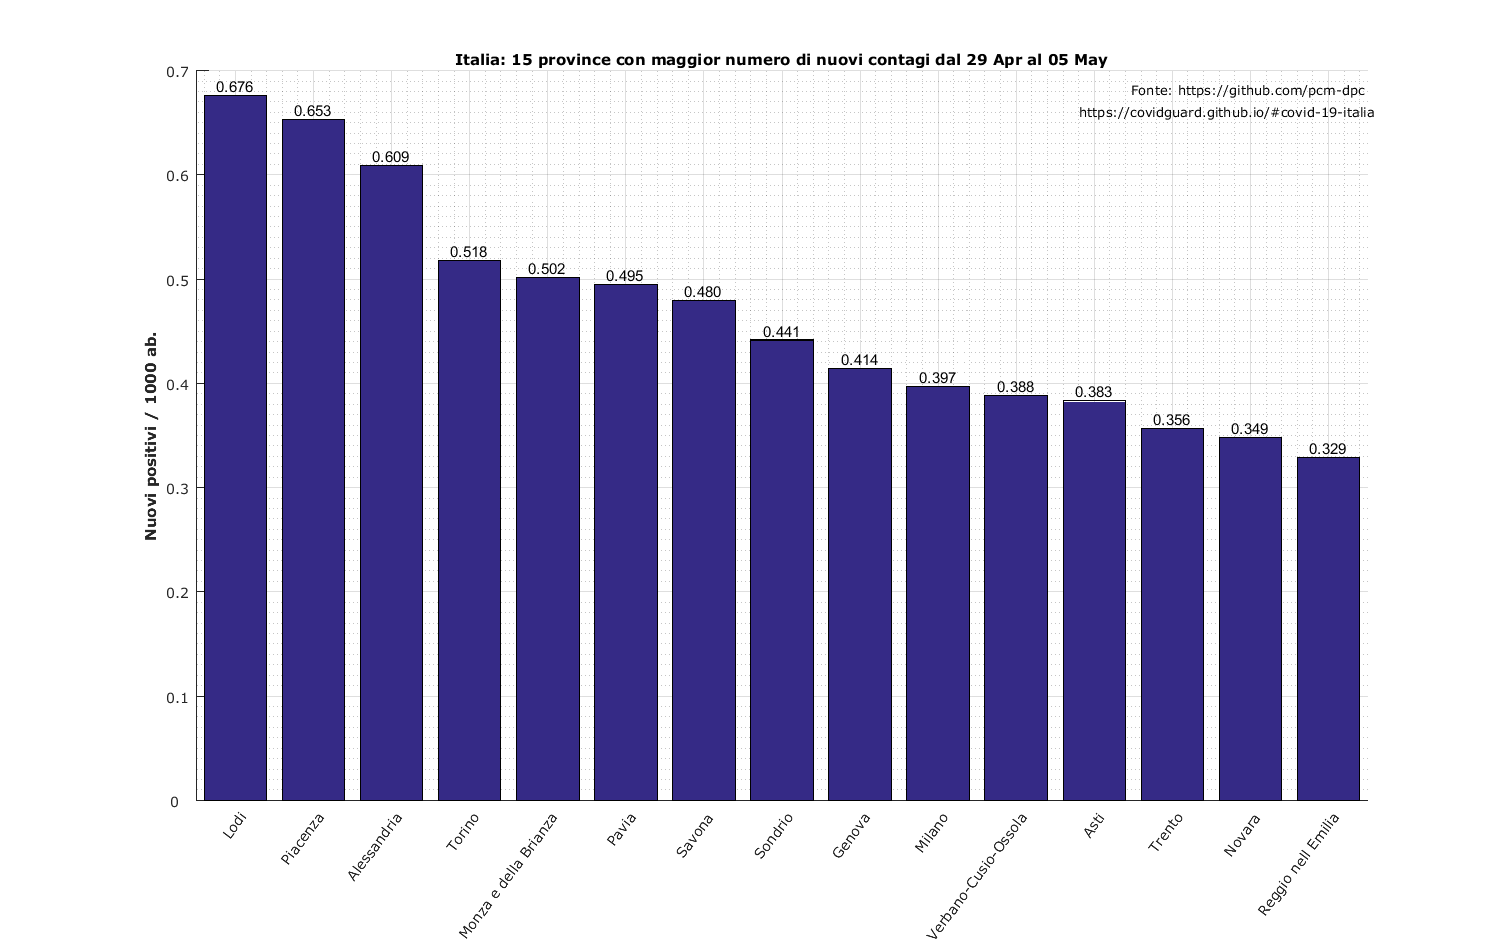 Italia: 15 province con maggior numero di nuovi contagi dal 29 Apr al 05 May
Fonte: https://github.com/pcm-dpc
https://covidguard.github.io/#covid-19-italia
Nuovi positivi / 1000 ab.
0.7
0.6
0.5
0.4
0.3
0.2
0.1
0
0.676
0.653
0.609
0.518
0.502
0.495
0.480
0.441
0.414
0.397
0.388
0.383
0.356
0.349
0.329
Lodi
Piacenza
Alessandria
Torino
Monza e della Brianza
Pavia
Savona
Sondrio
Genova
Milano
Verbano-Cusio-Ossola
Asti
Trento
Novara
Reggio nell Emilia